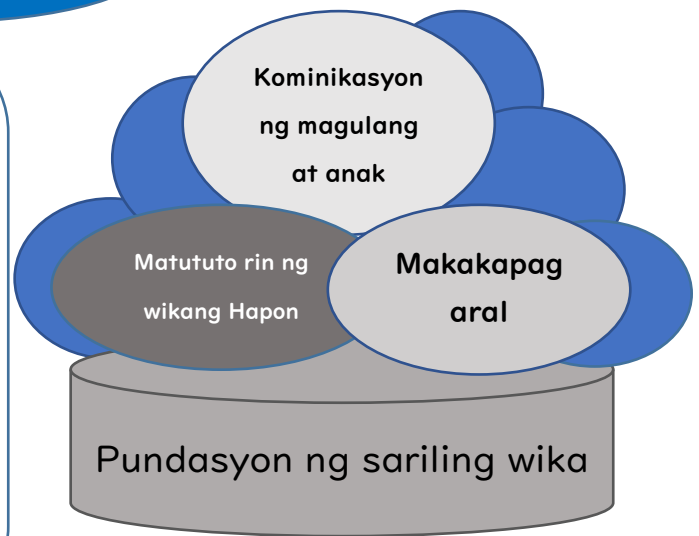 Kominikasyon
ng magulang
at anak
Matututo rin ng
wikang Hapon
Makakapag
aral
Pundasyon ng sariling wika